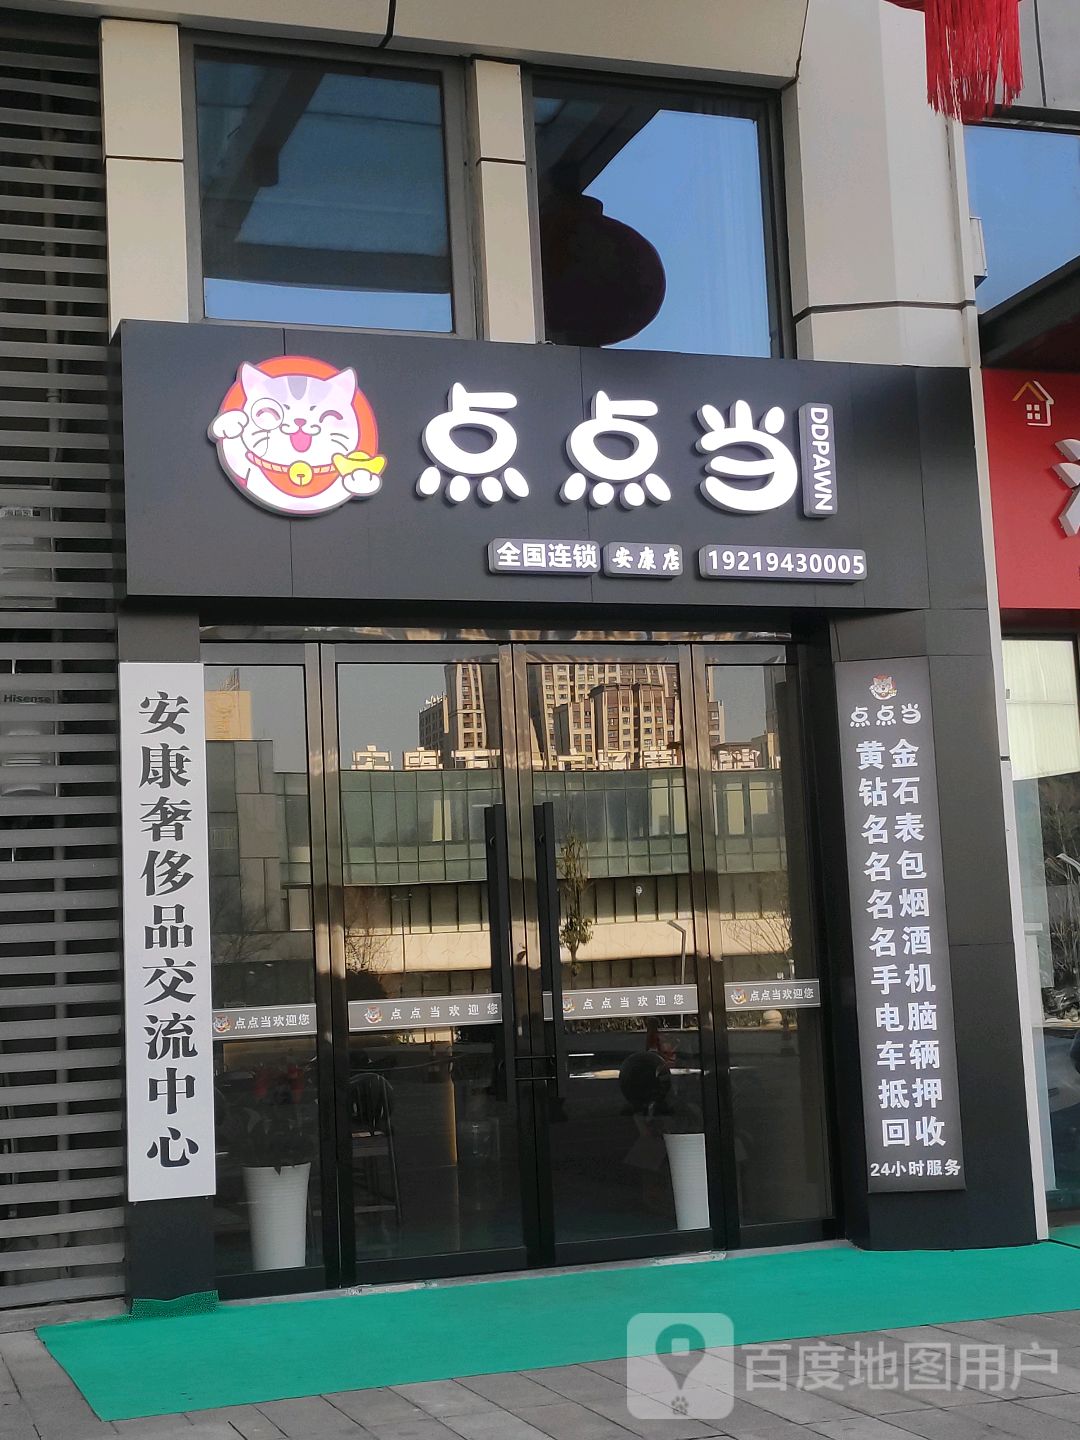 点点当
DDPAWN
全国连锁 安康店 19219430005
安康奢侈品交流中心
点点当
黄金
钻石
名表
名包
名烟
名酒
手机
电脑
车辆
抵押
回收
24小时服务
点点当欢迎您
点点当欢迎您
点点当欢迎您
点点当欢迎您
Hisense
百度地图用户